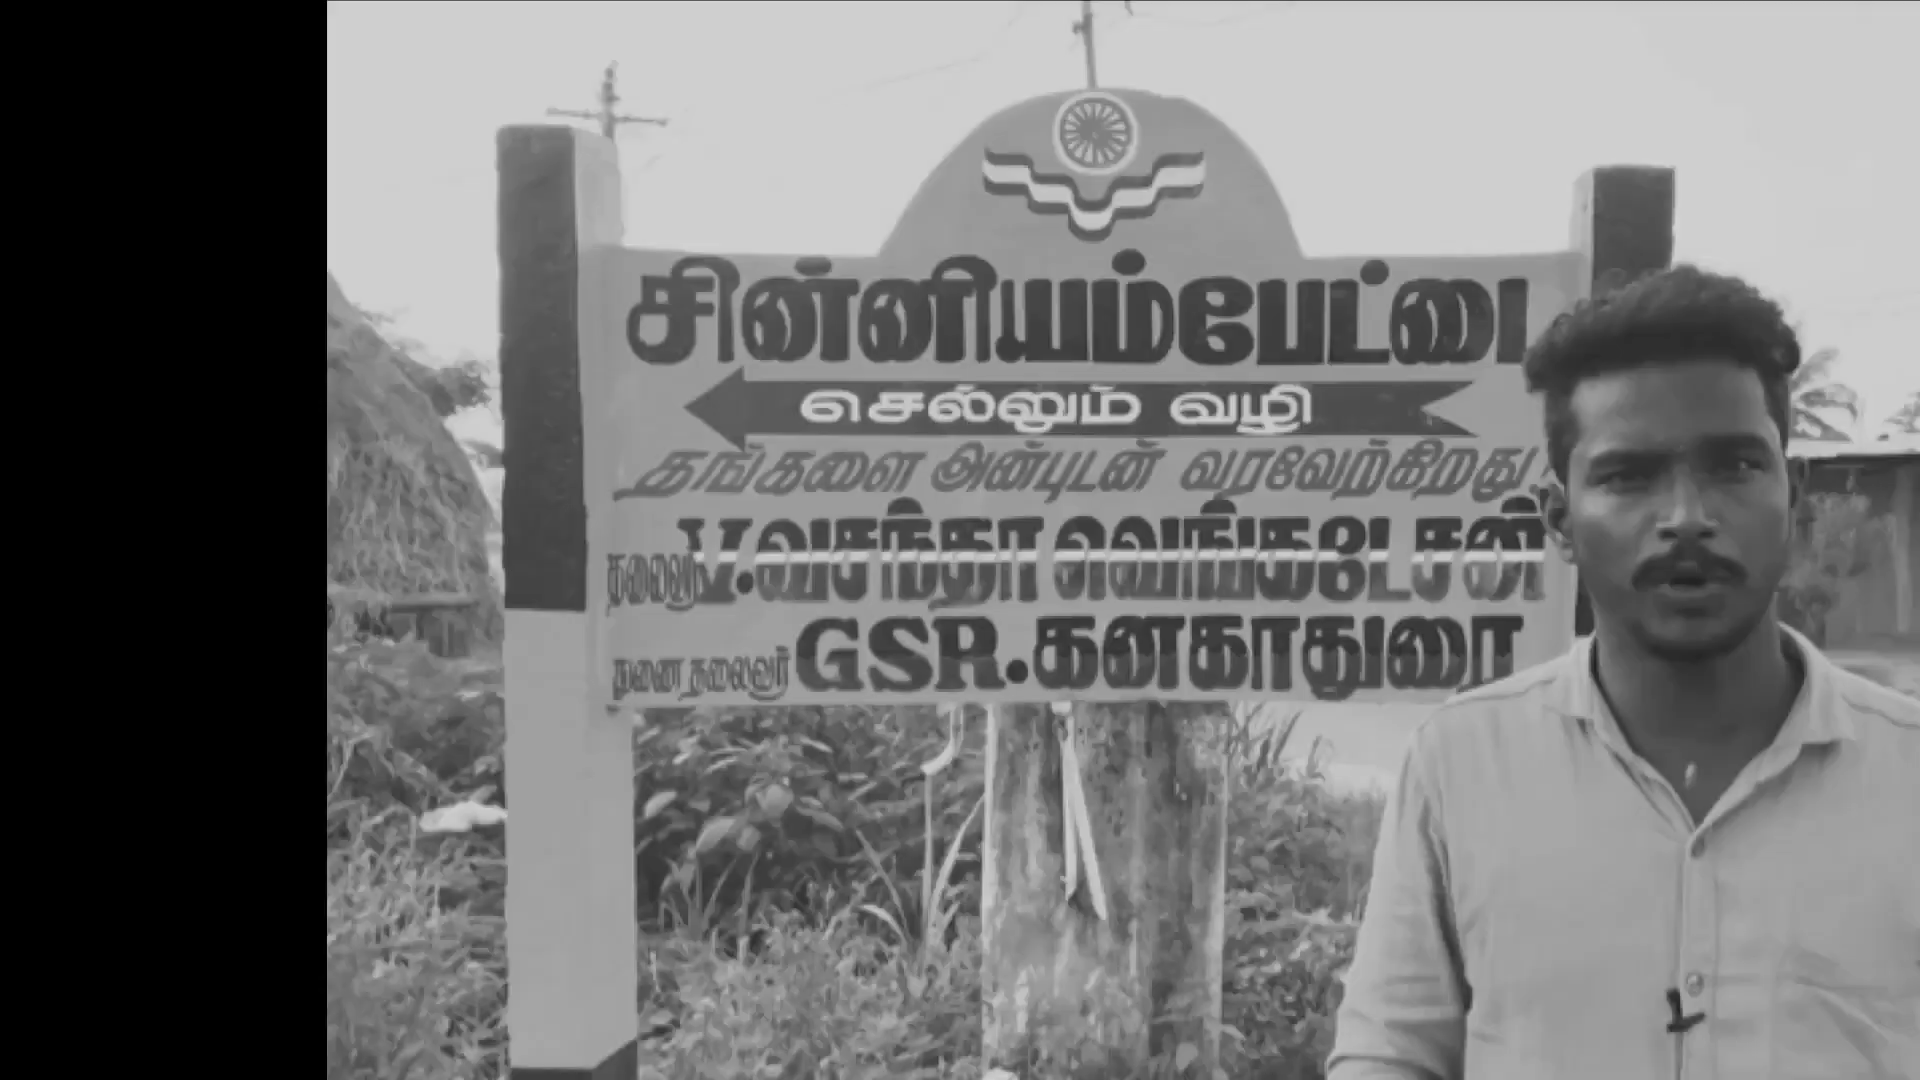 சின்னியம்பேட்டை
செல்லும் வழி
தங்களை அன்புடன் வரவேற்கிறது
தலைவர் V.வசந்தா வெங்கடேசன்
துணை தலைவர் GSR.கனகாதுரை